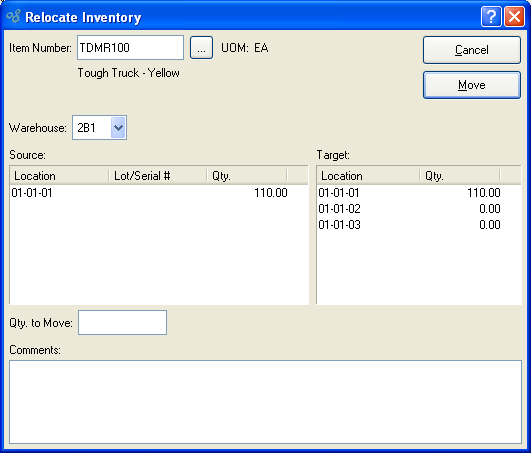 Relocate Inventory
Item Number: TDMR100 ... UOM: EA
Cancel
Tough Truck - Yellow
Move
Warehouse: 2B1
Source:
Location Lot/Serial # Qty.
01-01-01 110.00
Target:
Location Qty.
01-01-01 110.00
01-01-02 0.00
01-01-03 0.00
Qty. to Move:
Comments: